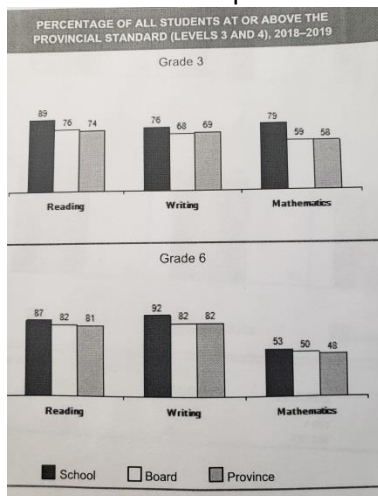 PERCENTAGE OF ALL STUDENTS AT OR ABOVE THE
PROVINCIAL STANDARD (LEVELS 3 AND 4), 2018–2019
Grade 3
89 76 74 76 68 69 79 59 58
Reading Writing Mathematics
Grade 6
87 82 81 92 82 82 53 50 48
Reading Writing Mathematics
School Board Province